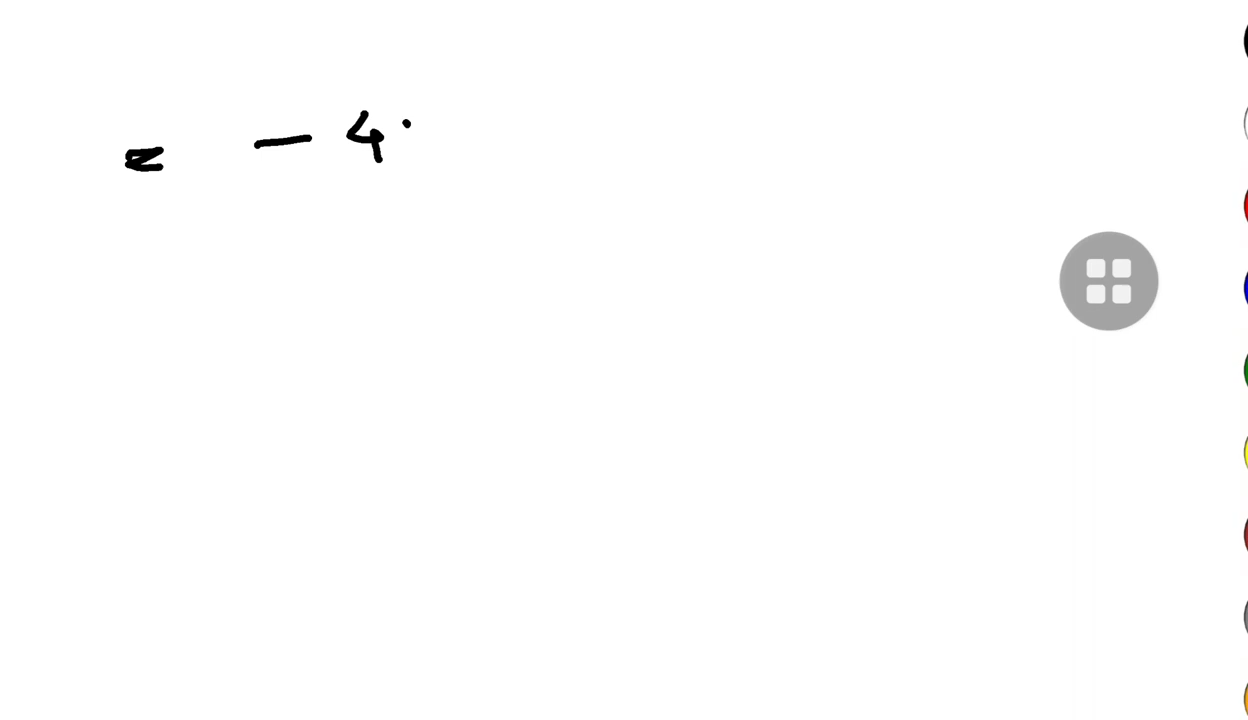 = - 4.